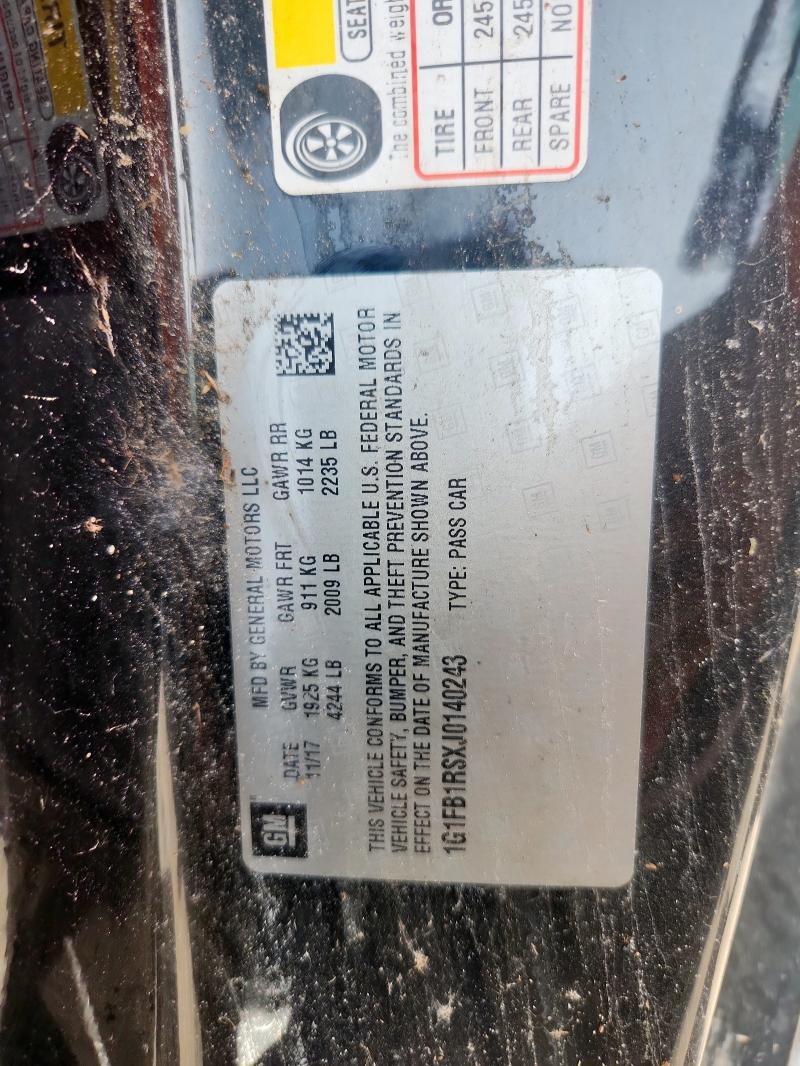 SEAT
The combined weigh
TIRE OR
FRONT 245
REAR 245
SPARE NO
MFD BY GENERAL MOTORS LLC
GM
DATE GVWR GAWR FRT GAWR RR
11/17 1925 KG 911 KG 1014 KG
4244 LB 2009 LB 2235 LB
THIS VEHICLE CONFORMS TO ALL APPLICABLE U.S. FEDERAL MOTOR
VEHICLE SAFETY, BUMPER, AND THEFT PREVENTION STANDARDS IN
EFFECT ON THE DATE OF MANUFACTURE SHOWN ABOVE.
1G1FB1RSXJ0140243 TYPE: PASS CAR